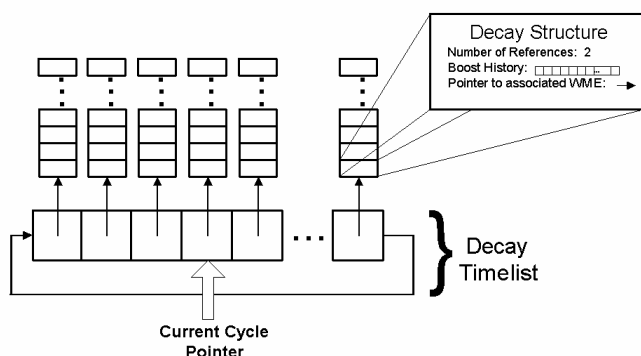 Decay Structure
Number of References: 2
Boost History:
Pointer to associated WME:
Decay
Timelist
Current Cycle
Pointer